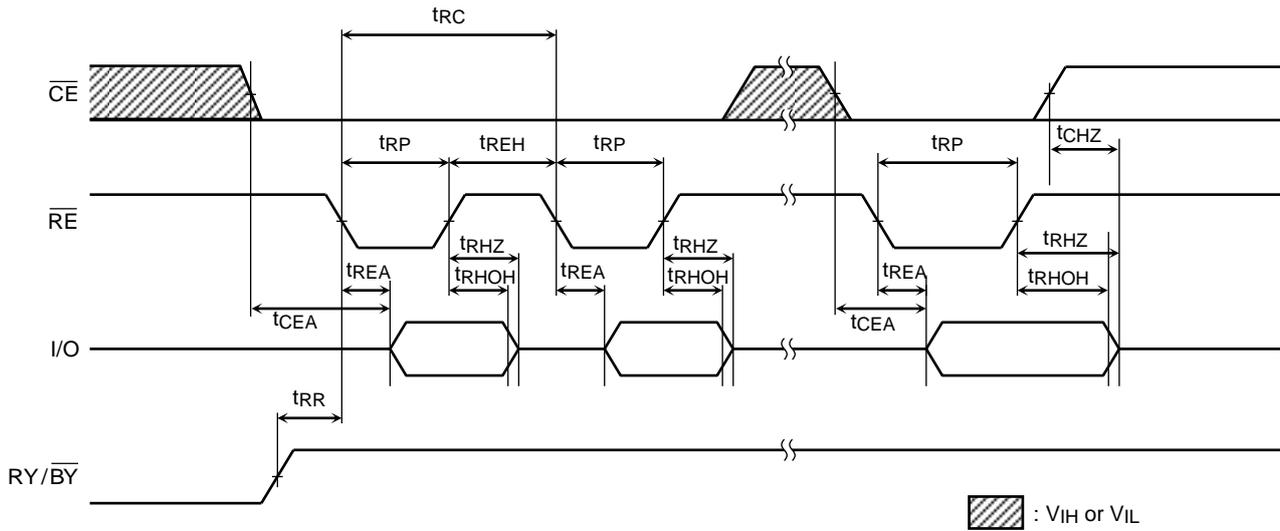 tRC
CE
tCHZ
tRP tREH tRP tRP
RE
tRHZ tRHZ tRHZ
tREA tRHOH tREA tRHOH tREA tRHOH
tCEA tCEA
I/O
tRR
RY/BY
: VIH or VIL